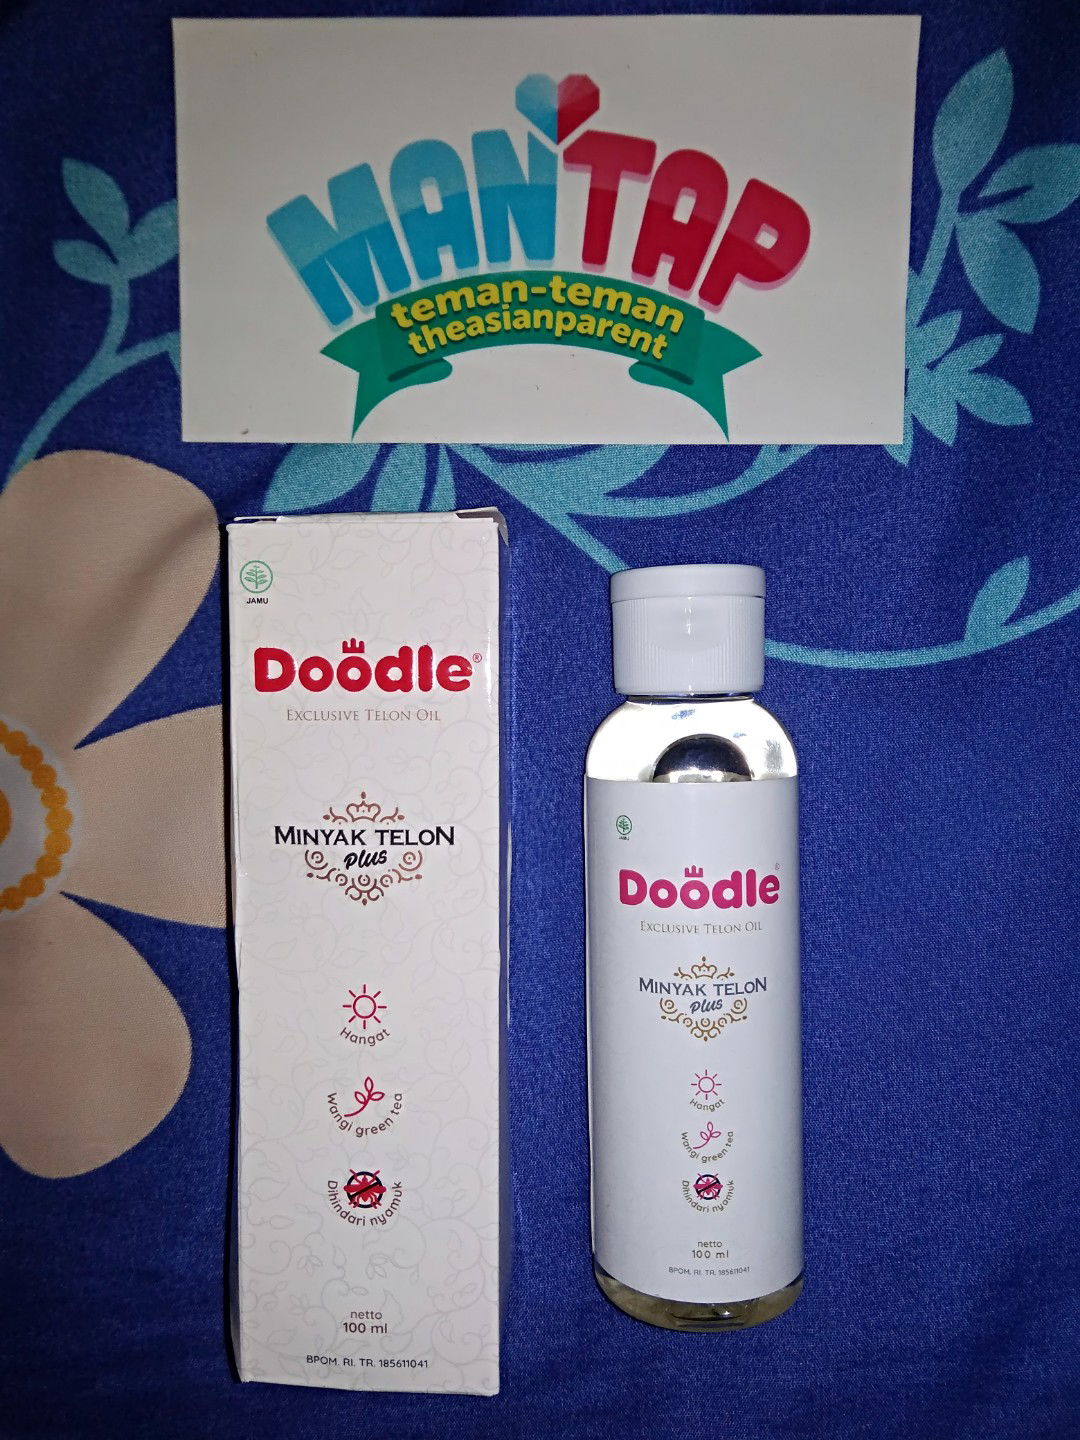 MANTAP
teman-teman
theasianparent
JAMU
Doodle®
EXCLUSIVE TELON OIL
MINYAK TELON
plus
Hangat
Wangi green tea
Dihindari nyamuk
netto
100 ml
BPOM. RI. TR. 185611041
JAMU
Doodle®
EXCLUSIVE TELON OIL
MINYAK TELON
plus
Hangat
Wangi green tea
Dihindari nyamuk
netto
100 ml
BPOM. RI. TR. 185611041